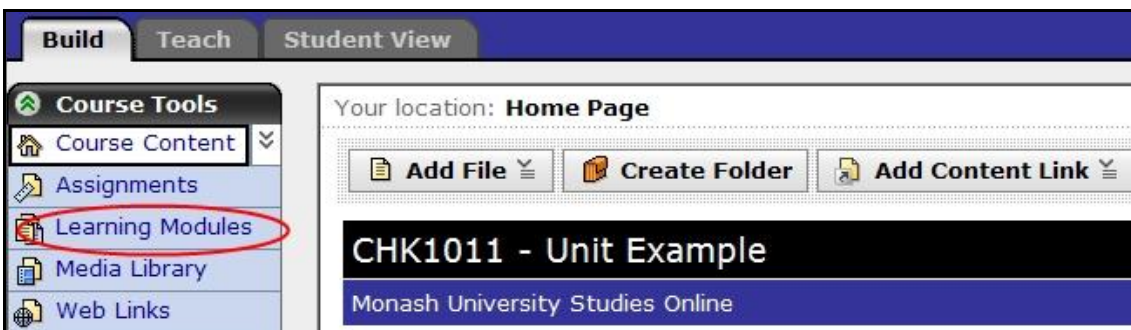 Build Teach Student View
Course Tools
Course Content
Assignments
Learning Modules
Media Library
Web Links
Your location: Home Page
Add File Create Folder Add Content Link
CHK1011 - Unit Example
Monash University Studies Online